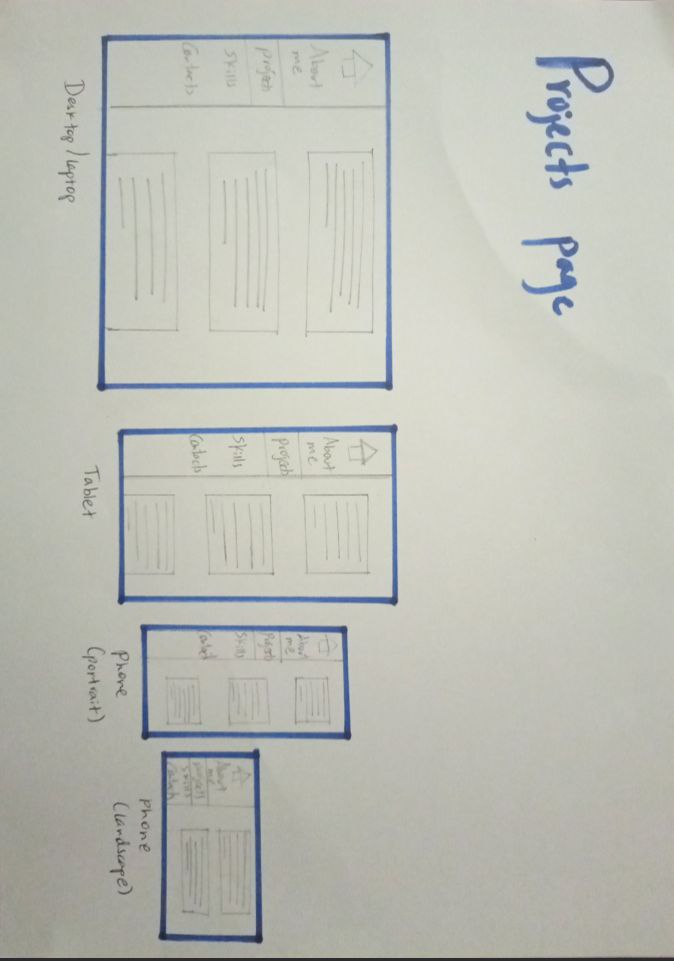 Projects page
About
me
projects
skills
Contacts
Desktop/laptop
About
me
projects
skills
Contacts
Tablet
About
me
Projects
Skills
Contact
Phone
(portrait)
About
me
projects
skills
Contacts
phone
(landscape)